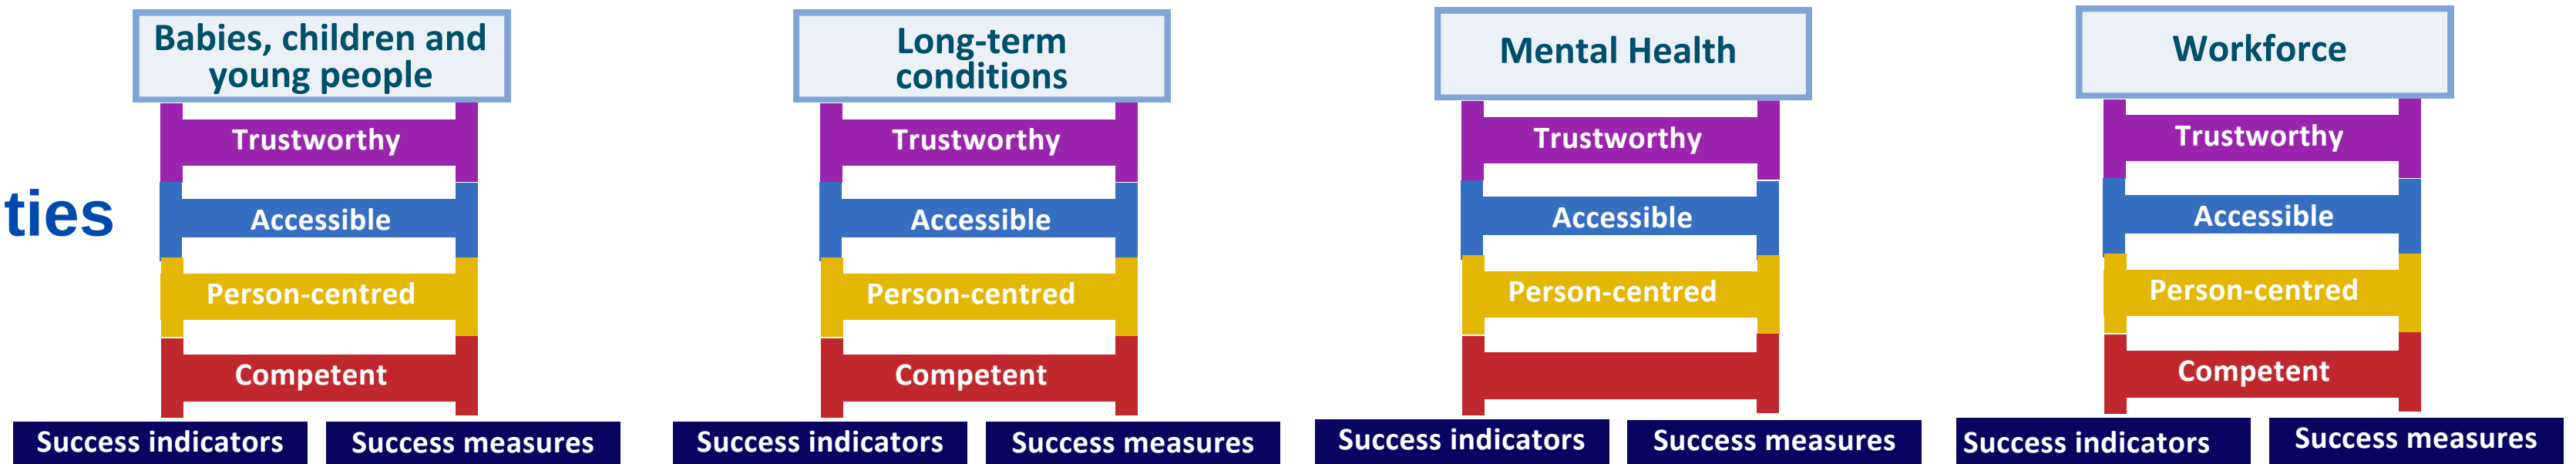 ties
Babies, children and
young people
Trustworthy
Accessible
Person-centred
Competent
Success indicators
Success measures
Long-term
conditions
Trustworthy
Accessible
Person-centred
Competent
Success indicators
Success measures
Mental Health
Trustworthy
Accessible
Person-centred
Success indicators
Success measures
Workforce
Trustworthy
Accessible
Person-centred
Competent
Success indicators
Success measures